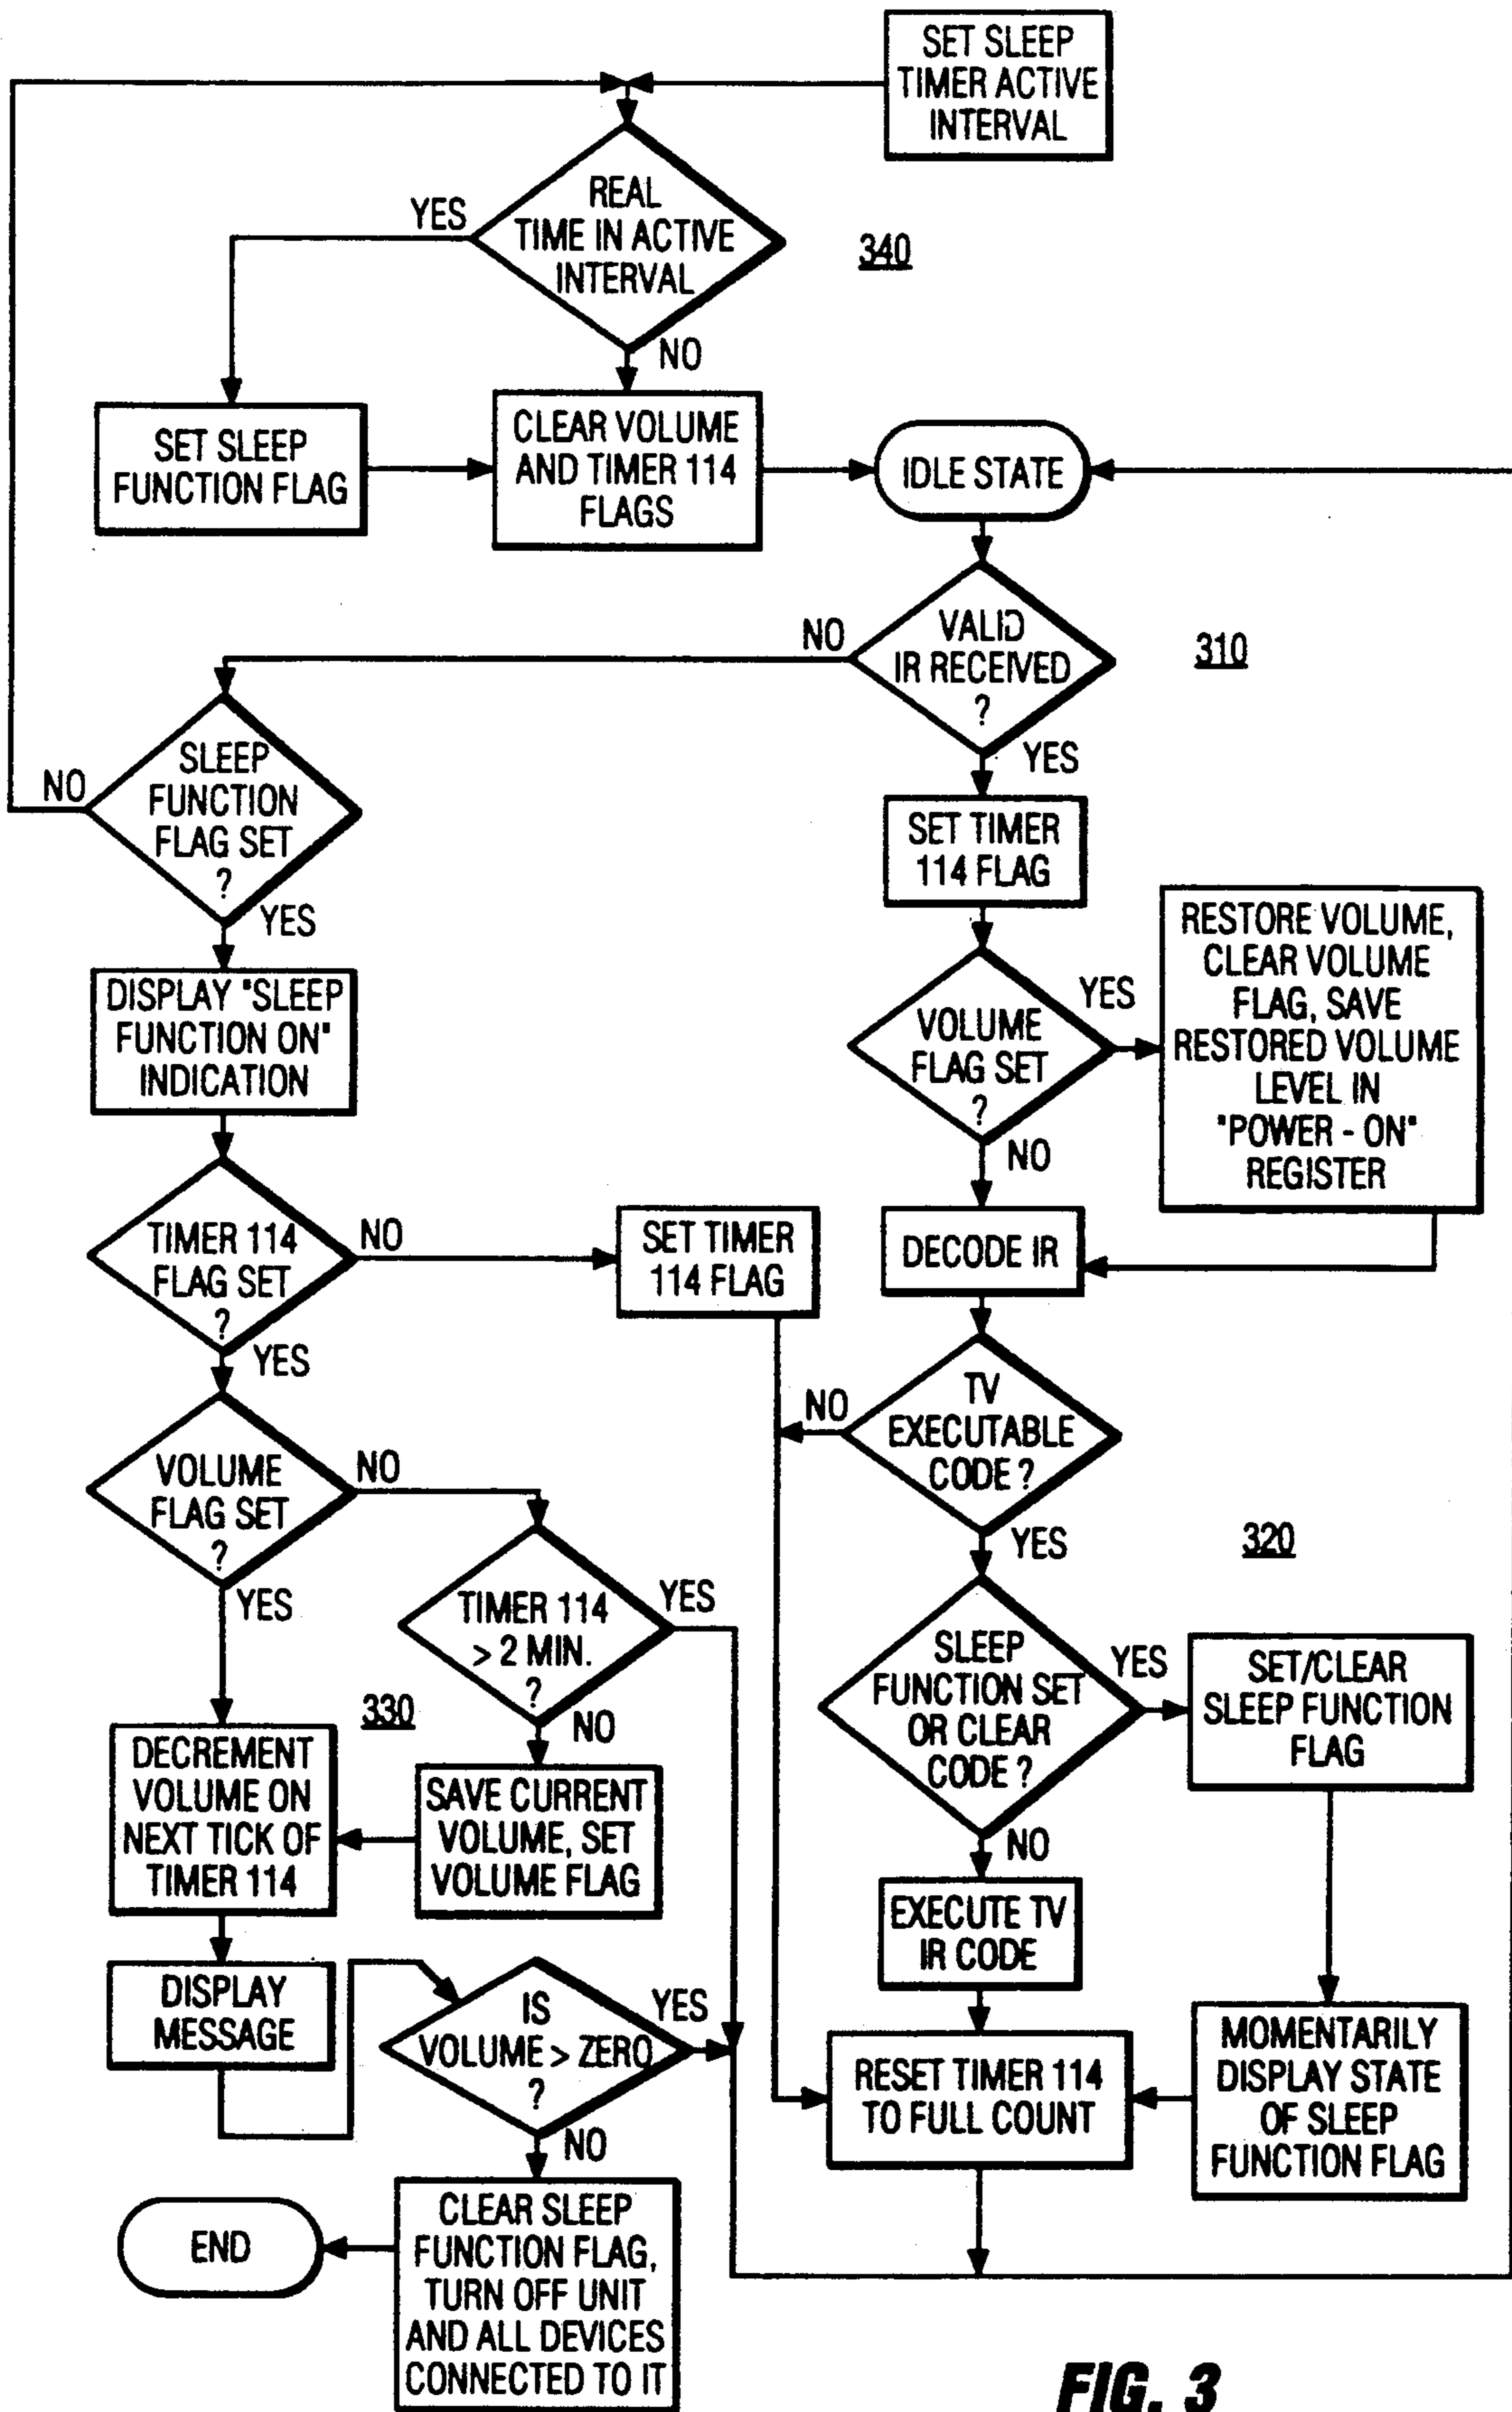 SET SLEEP
TIMER ACTIVE
INTERVAL
REAL
TIME IN ACTIVE
INTERVAL
YES
340
NO
SET SLEEP
FUNCTION FLAG
CLEAR VOLUME
AND TIMER 114
FLAGS
IDLE STATE
VALID
IR RECEIVED
?
NO
310
YES
SLEEP
FUNCTION
FLAG SET
?
NO
YES
SET TIMER
114 FLAG
DISPLAY "SLEEP
FUNCTION ON"
INDICATION
VOLUME
FLAG SET
?
YES
NO
RESTORE VOLUME,
CLEAR VOLUME
FLAG, SAVE
RESTORED VOLUME
LEVEL IN
"POWER - ON"
REGISTER
TIMER 114
FLAG SET
?
NO
YES
SET TIMER
114 FLAG
DECODE IR
TV
EXECUTABLE
CODE ?
NO
YES
VOLUME
FLAG SET
?
NO
YES
TIMER 114
> 2 MIN.
?
YES
NO
320
SLEEP
FUNCTION SET
OR CLEAR
CODE ?
YES
NO
SET/CLEAR
SLEEP FUNCTION
FLAG
330
DECREMENT
VOLUME ON
NEXT TICK OF
TIMER 114
SAVE CURRENT
VOLUME, SET
VOLUME FLAG
EXECUTE TV
IR CODE
DISPLAY
MESSAGE
IS
VOLUME > ZERO
?
YES
NO
RESET TIMER 114
TO FULL COUNT
MOMENTARILY
DISPLAY STATE
OF SLEEP
FUNCTION FLAG
CLEAR SLEEP
FUNCTION FLAG,
TURN OFF UNIT
AND ALL DEVICES
CONNECTED TO IT
END
FIG. 3